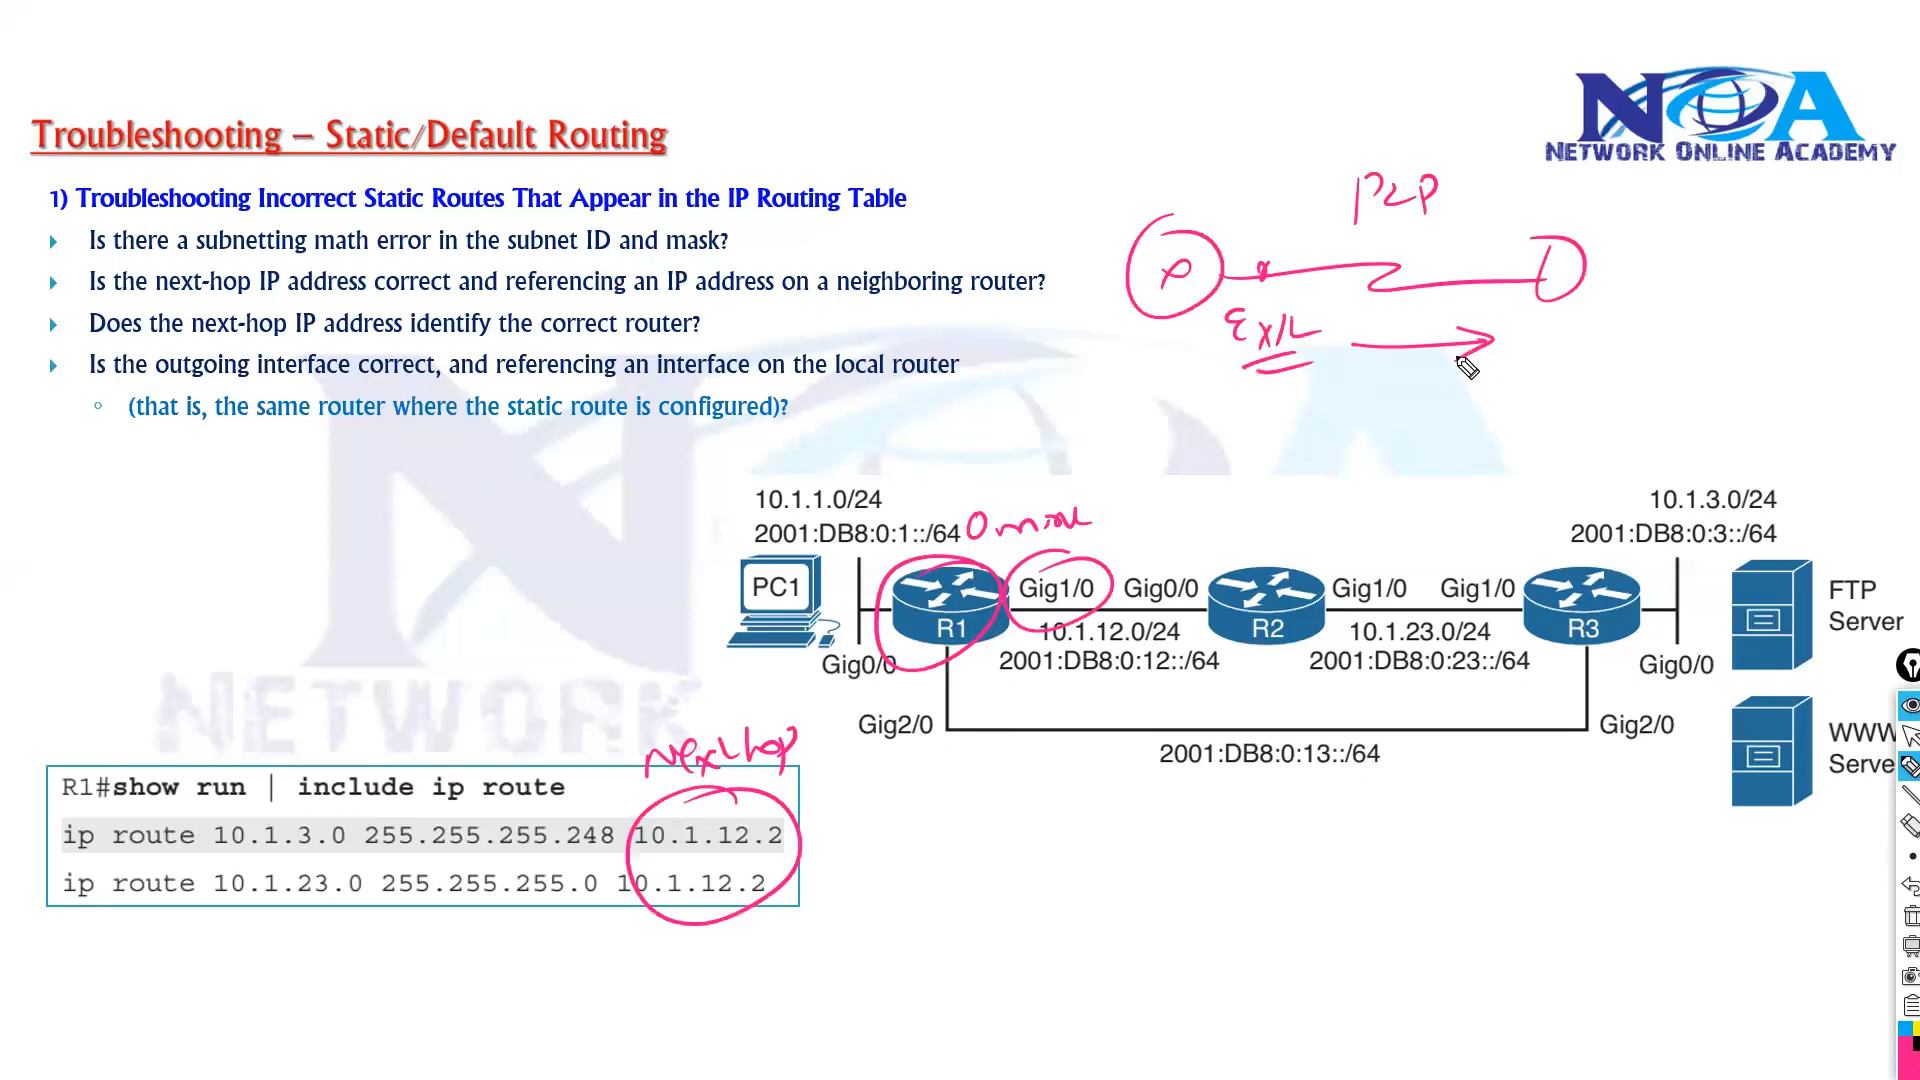 NOA
NETWORK ONLINE ACADEMY
Troubleshooting – Static/Default Routing
1) Troubleshooting Incorrect Static Routes That Appear in the IP Routing Table
Is there a subnetting math error in the subnet ID and mask?
Is the next-hop IP address correct and referencing an IP address on a neighboring router?
Does the next-hop IP address identify the correct router?
Is the outgoing interface correct, and referencing an interface on the local router
(that is, the same router where the static route is configured)?
P2P
10.1.1.0/24
2001:DB8:0:1::/64
10.1.3.0/24
2001:DB8:0:3::/64
PC1
R1
Gig1/0
Gig0/0
R2
Gig1/0
Gig1/0
R3
FTP
Server
10.1.12.0/24
10.1.23.0/24
Gig0/0
2001:DB8:0:12::/64
2001:DB8:0:23::/64
Gig0/0
Gig2/0
Gig2/0
2001:DB8:0:13::/64
WWW
Serve
NETWORK
Next hop
R1#show run | include ip route
ip route 10.1.3.0 255.255.255.248 10.1.12.2
ip route 10.1.23.0 255.255.255.0 10.1.12.2